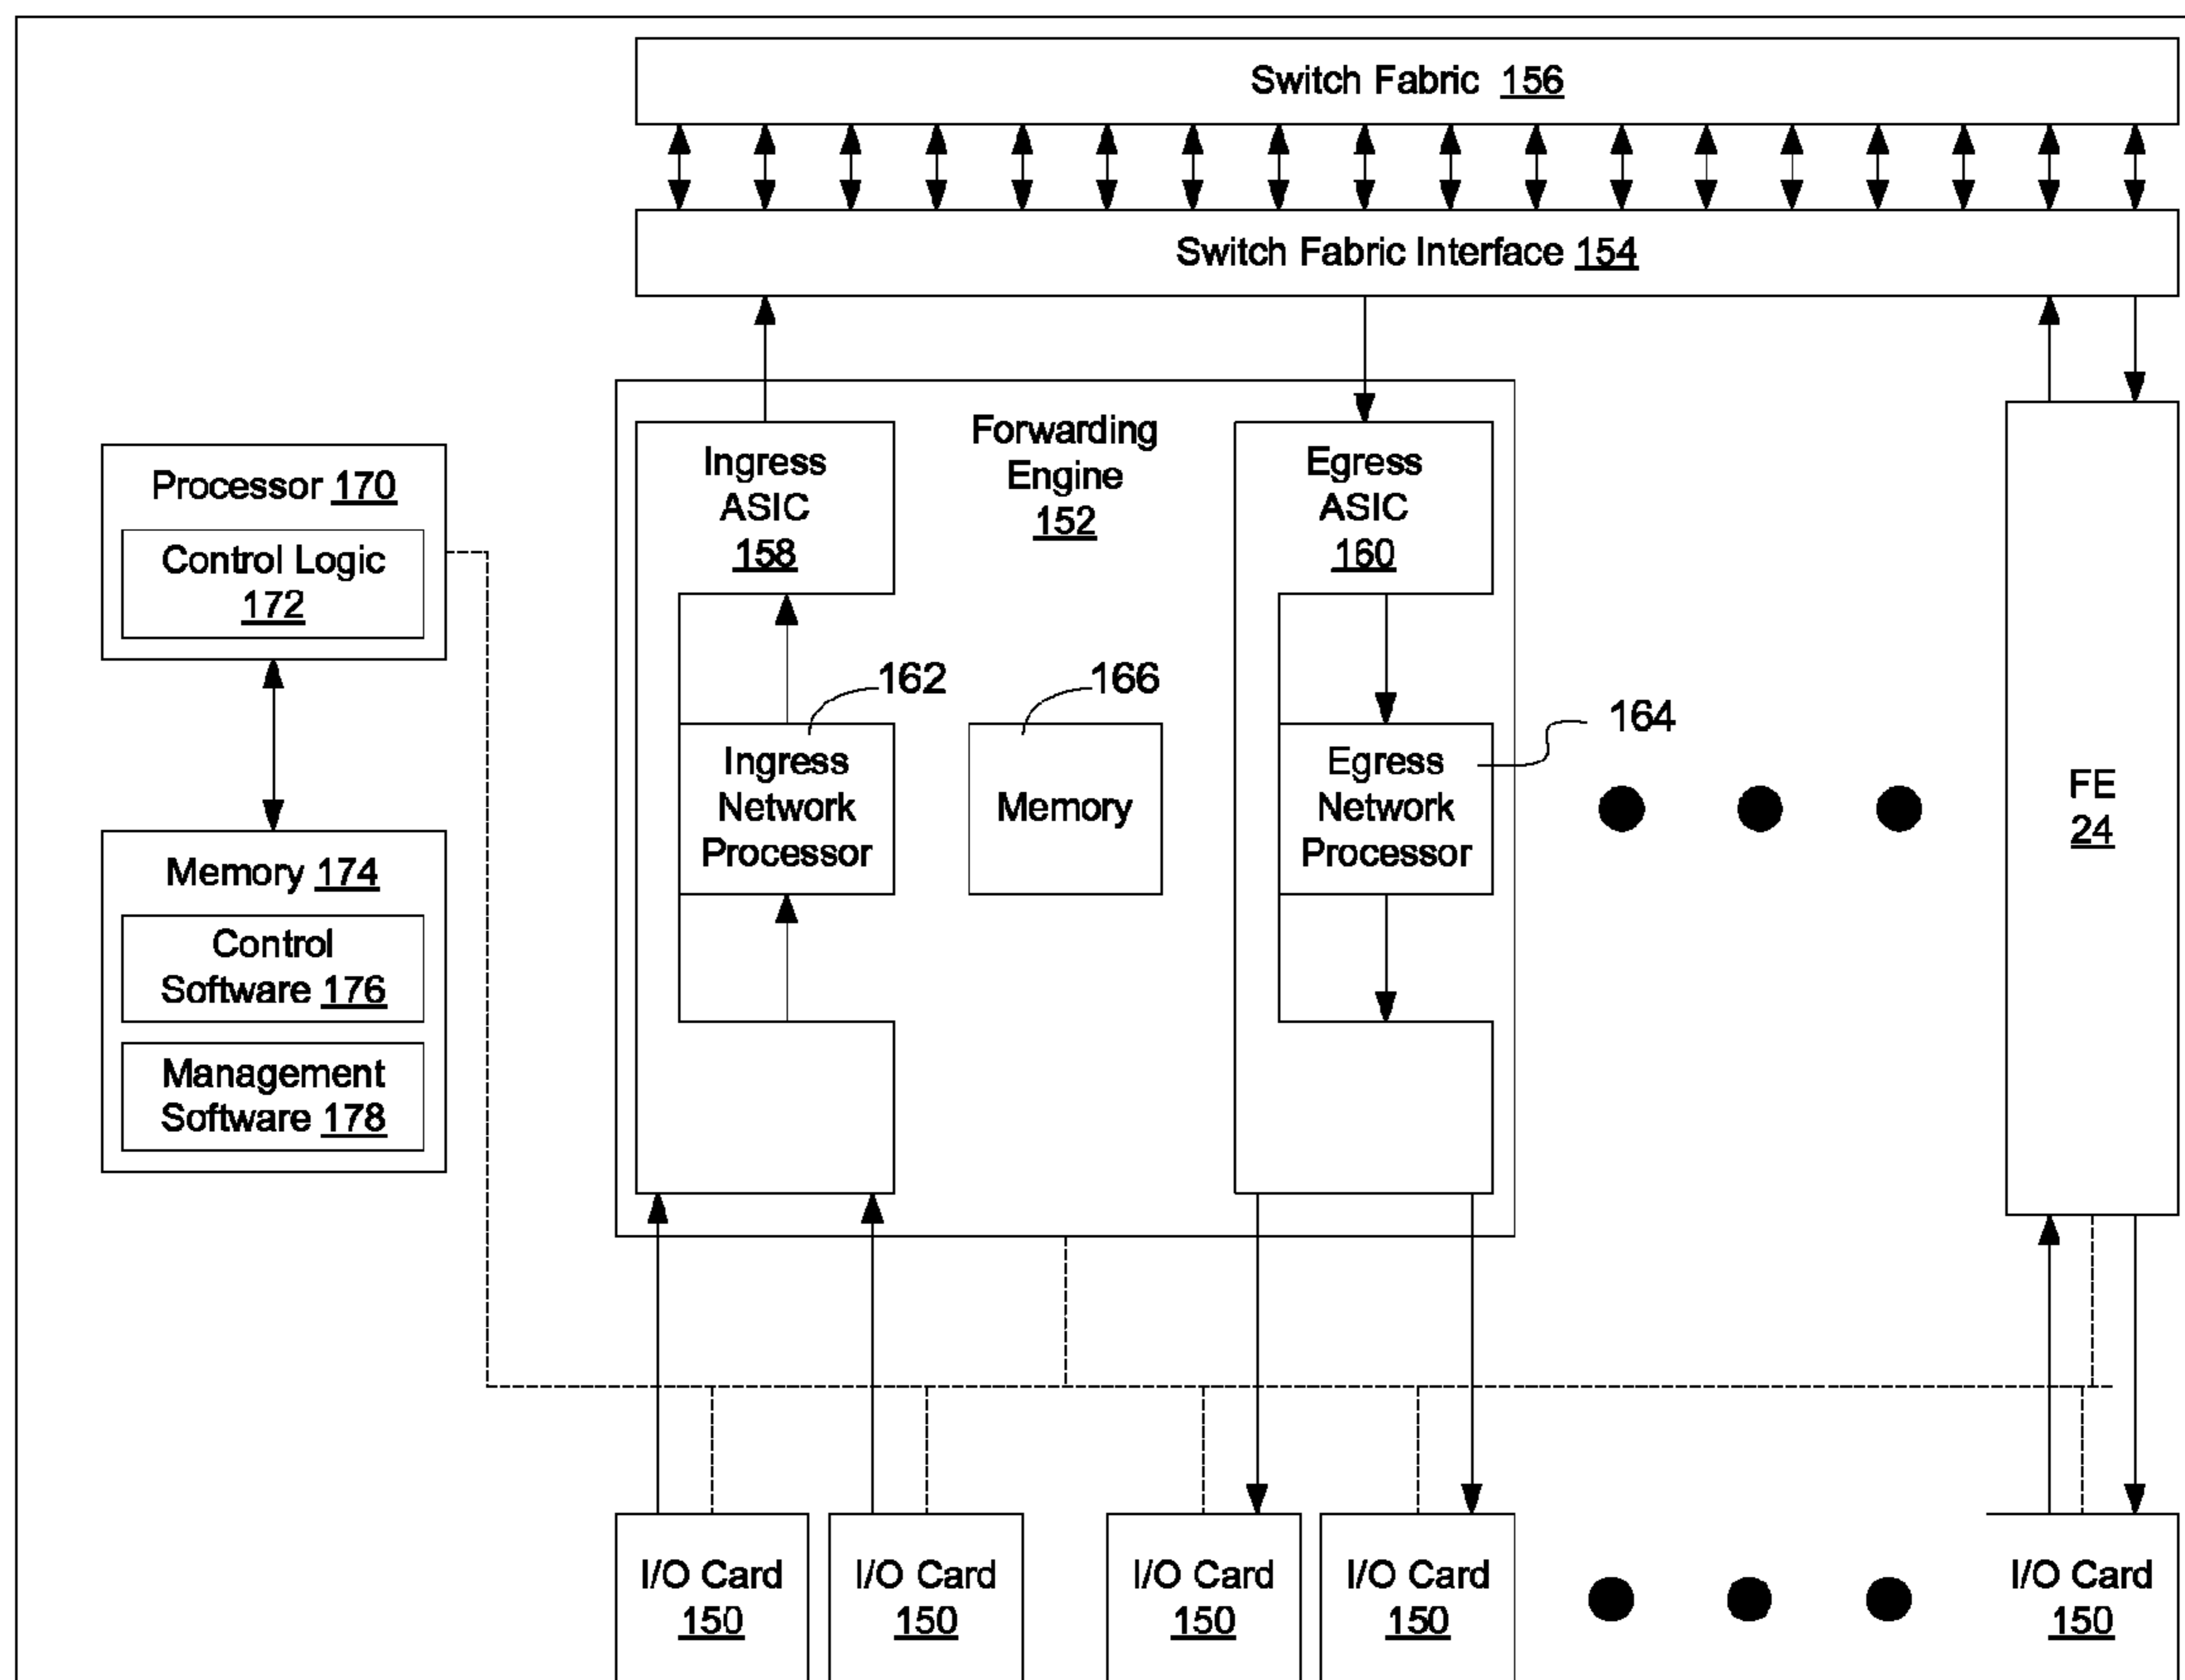 Switch Fabric 156
Switch Fabric Interface 154
Processor 170
Control Logic
172
Memory 174
Control
Software 176
Management
Software 178
Forwarding
Engine
152
Ingress
ASIC
158
Egress
ASIC
160
162
166
164
Ingress
Network
Processor
Memory
Egress
Network
Processor
FE
24
I/O Card
150
I/O Card
150
I/O Card
150
I/O Card
150
I/O Card
150